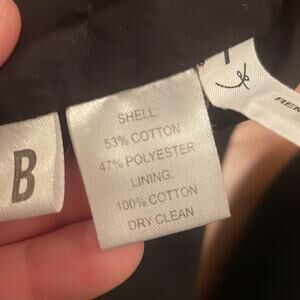 SHELL:
53% COTTON
47% POLYESTER
LINING:
100% COTTON
DRY CLEAN
B
REM